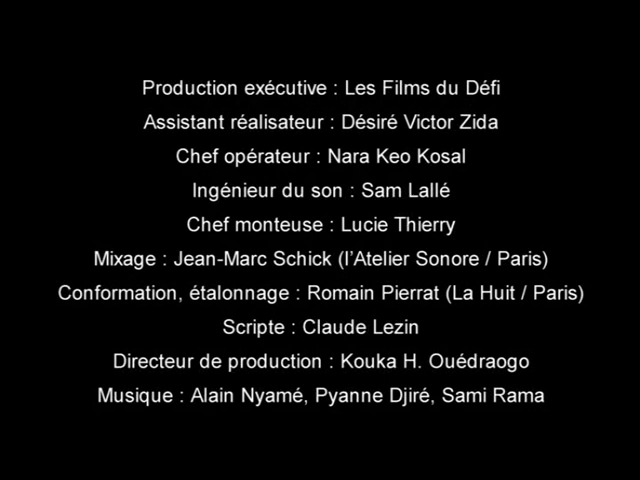 Production exécutive : Les Films du Défi
Assistant réalisateur : Désiré Victor Zida
Chef opérateur : Nara Keo Kosal
Ingénieur du son : Sam Lallé
Chef monteuse : Lucie Thierry
Mixage : Jean-Marc Schick (l’Atelier Sonore / Paris)
Conformation, étalonnage : Romain Pierrat (La Huit / Paris)
Scripte : Claude Lezin
Directeur de production : Kouka H. Ouédraogo
Musique : Alain Nyamé, Pyanne Djiré, Sami Rama